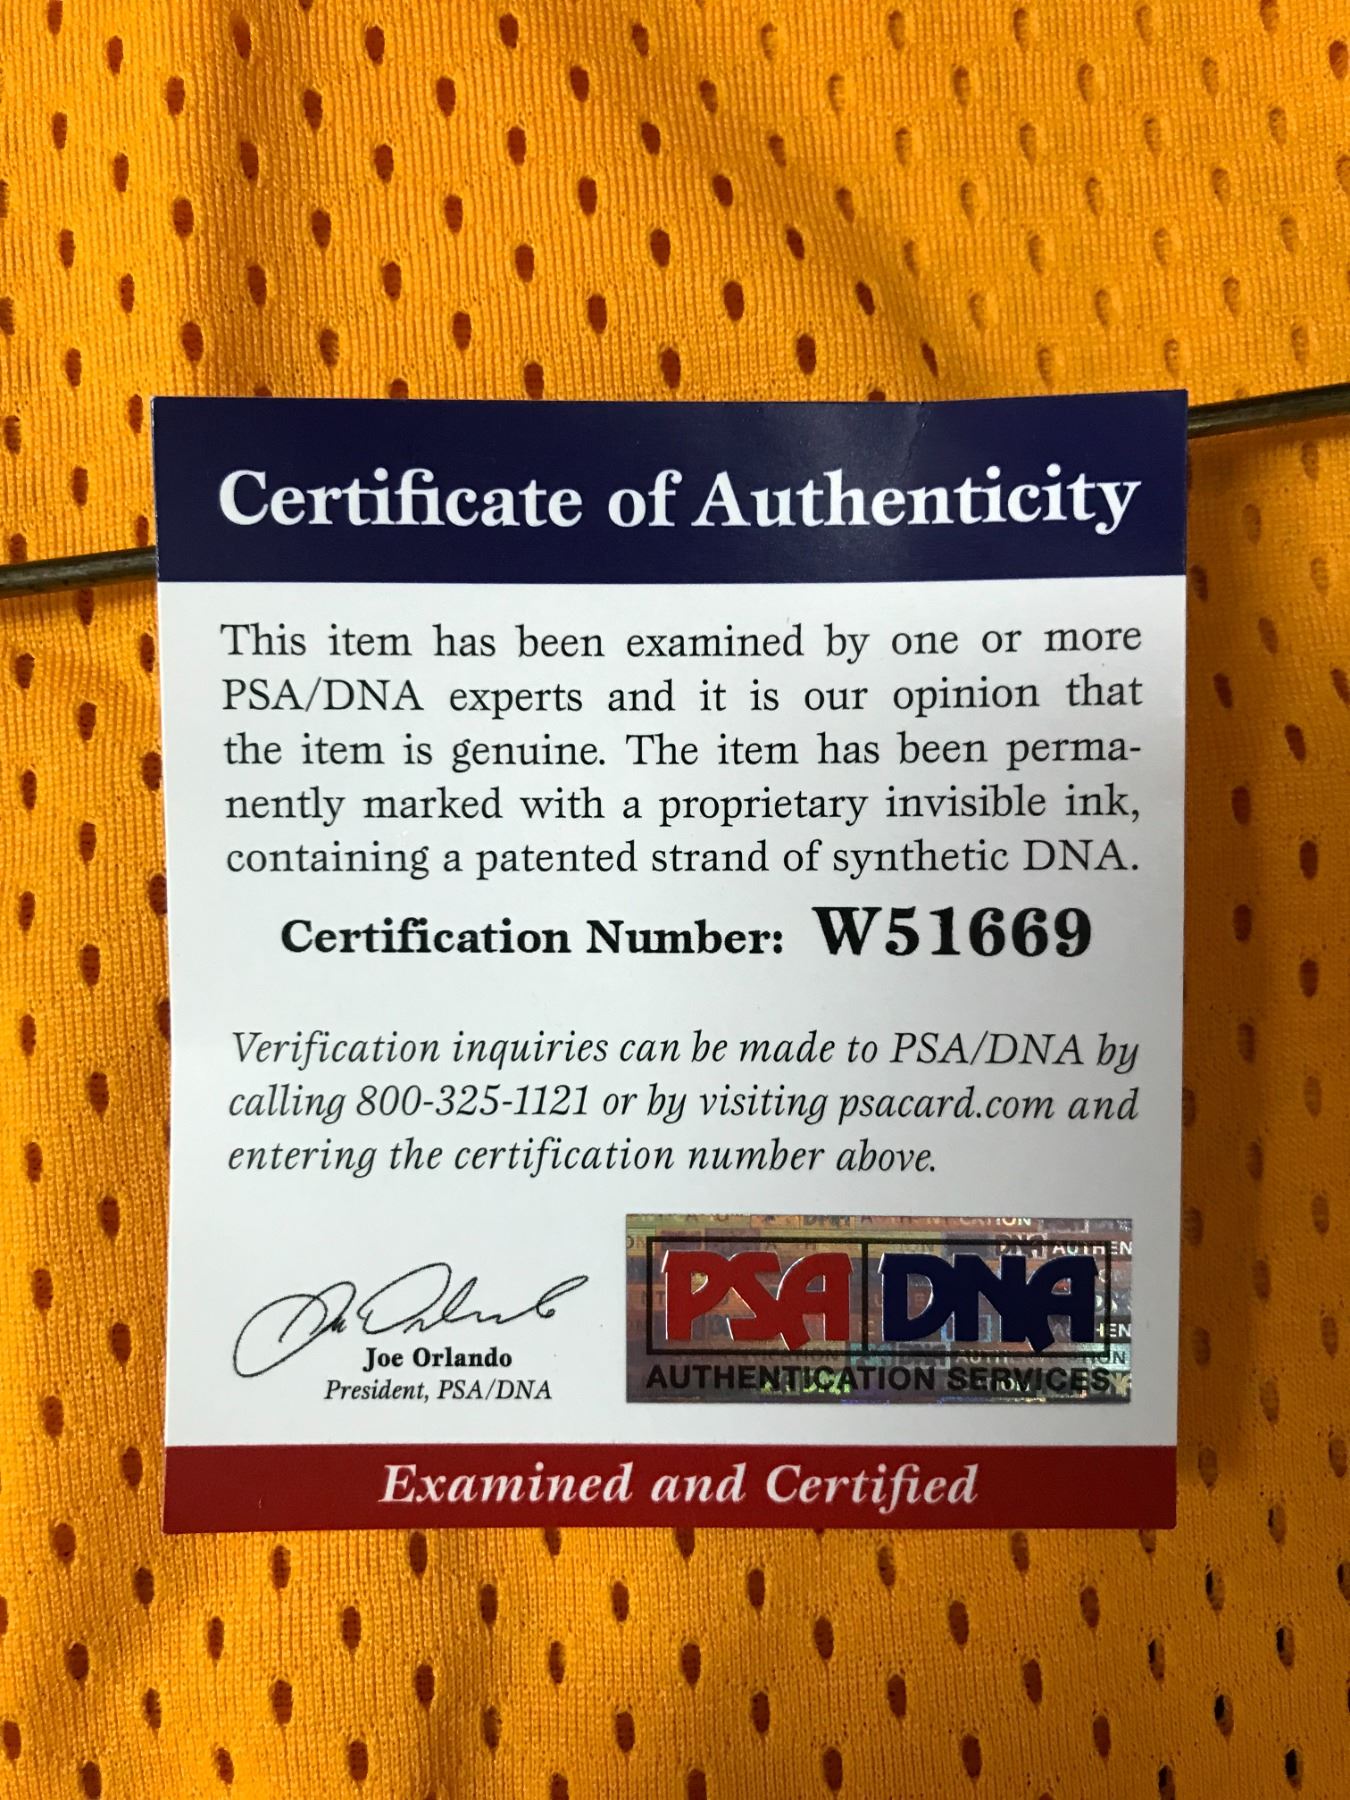 Certificate of Authenticity
This item has been examined by one or more
PSA/DNA experts and it is our opinion that
the item is genuine. The item has been perma-
nently marked with a proprietary invisible ink,
containing a patented strand of synthetic DNA.
Certification Number: W51669
Verification inquiries can be made to PSA/DNA by
calling 800-325-1121 or by visiting psacard.com and
entering the certification number above.
Joe Orlando
President, PSA/DNA
PSA DNA
AUTHENTICATION SERVICES
Examined and Certified